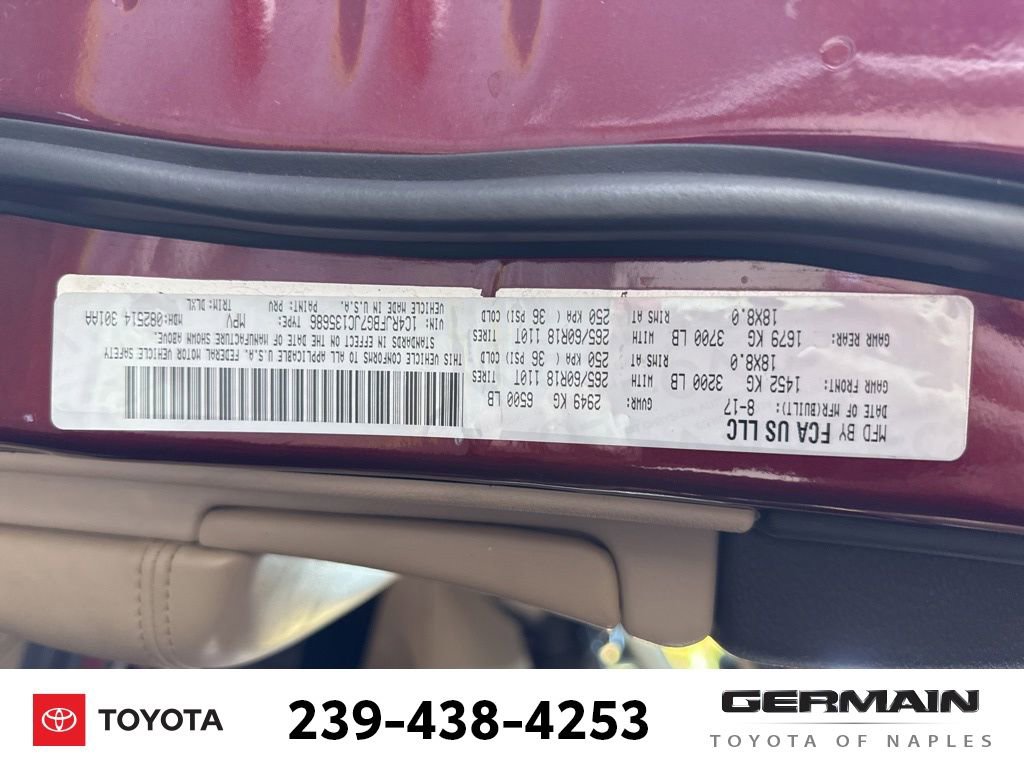 MFD BY FCA US LLC
DATE OF MFR(BUILT): 8-17 GVWR: 2949 KG 6500 LB
GAWR FRONT: 1452 KG 3200 LB WITH 265/60R18 110T TIRES
18X8.0 RIMS AT 250 KPA ( 36 PSI) COLD
GAWR REAR: 1679 KG 3700 LB WITH 265/60R18 110T TIRES
18X8.0 RIMS AT 250 KPA ( 36 PSI) COLD
THIS VEHICLE CONFORMS TO ALL APPLICABLE U.S.A. FEDERAL MOTOR VEHICLE SAFETY
STANDARDS IN EFFECT ON THE DATE OF MANUFACTURE SHOWN ABOVE.
VIN: 1C4RJFBG7JC135686 TYPE: MPV MDH:082514 301AA
VEHICLE MADE IN U.S.A. PAINT: PRV TRIM: DLXL
TOYOTA 239-438-4253 GERMAIN
TOYOTA OF NAPLES